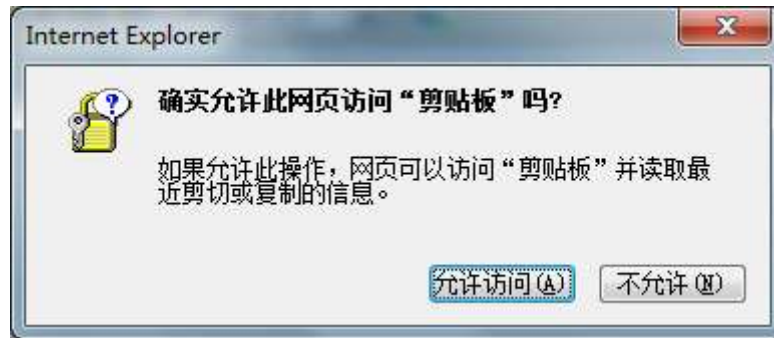 Internet Explorer
确实允许此网页访问“剪贴板”吗?
如果允许此操作，网页可以访问“剪贴板”并读取最
近剪切或复制的信息。
允许访问(A) 不允许(N)